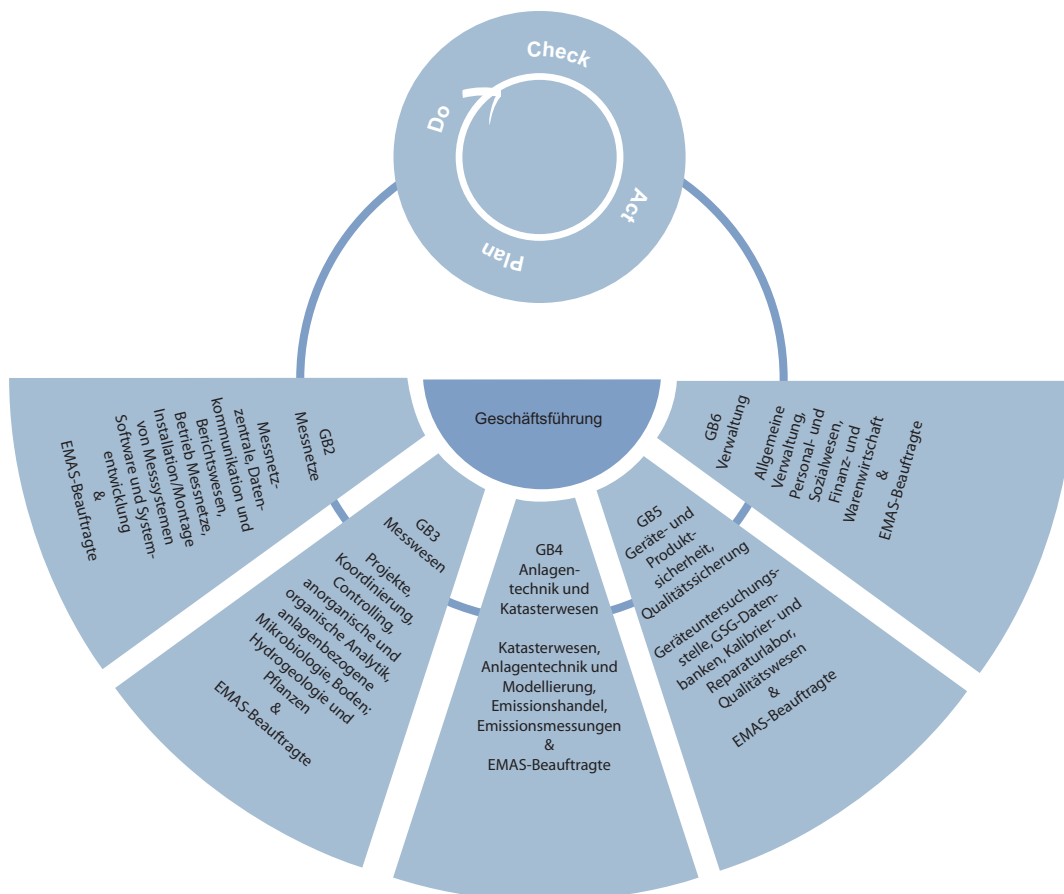 Check
Do
Act
Plan
Geschäftsführung
GB2
Messnetze
Messnetz-
zentrale, Daten-
kommunikation und
Berichtswesen,
Betrieb Messnetze,
Installation/Montage
von Messsystemen
Software und System-
entwicklung
&
EMAS-Beauftragte
GB3
Messwesen
Projekte,
Koordinierung,
Controlling,
anorganische und
organische Analytik,
anlagenbezogene
Mikrobiologie, Boden;
Hydrogeologie und
Pflanzen
&
EMAS-Beauftragte
GB4
Anlagen-
technik und
Katasterwesen
Katasterwesen,
Anlagentechnik und
Modellierung,
Emissionshandel,
Emissionsmessungen
&
EMAS-Beauftragte
GB5
Geräte- und
Produkt-
sicherheit,
Qualitätssicherung
Geräteuntersuchungs-
stelle, GSG-Daten-
banken, Kalibrier- und
Reparaturlabor,
Qualitätswesen
&
EMAS-Beauftragte
GB6
Verwaltung
Allgemeine
Verwaltung,
Personal- und
Sozialwesen,
Finanz- und
Warenwirtschaft
&
EMAS-Beauftragte